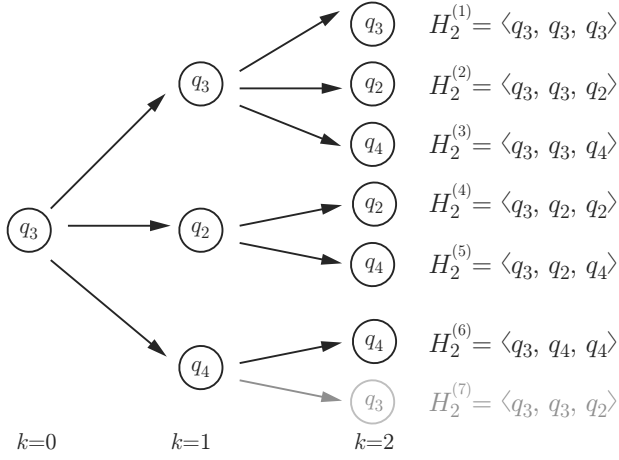 q₃ H₂⁽¹⁾= ⟨q₃, q₃, q₃⟩
q₃ q₂ H₂⁽²⁾= ⟨q₃, q₃, q₂⟩
q₄ H₂⁽³⁾= ⟨q₃, q₃, q₄⟩
q₂ H₂⁽⁴⁾= ⟨q₃, q₂, q₂⟩
q₃ q₂
q₄ H₂⁽⁵⁾= ⟨q₃, q₂, q₄⟩
q₄ H₂⁽⁶⁾= ⟨q₃, q₄, q₄⟩
q₄
q₃ H₂⁽⁷⁾= ⟨q₃, q₃, q₂⟩
k=0 k=1 k=2